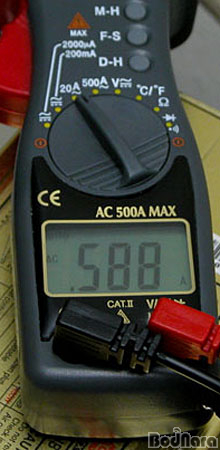 M-H
F-S
MAX
2000µA
200mA
D-H
20A 500A V
°C/°F
Ω
CE
AC 500A MAX
AC
.588
A
CAT.II
BodNara